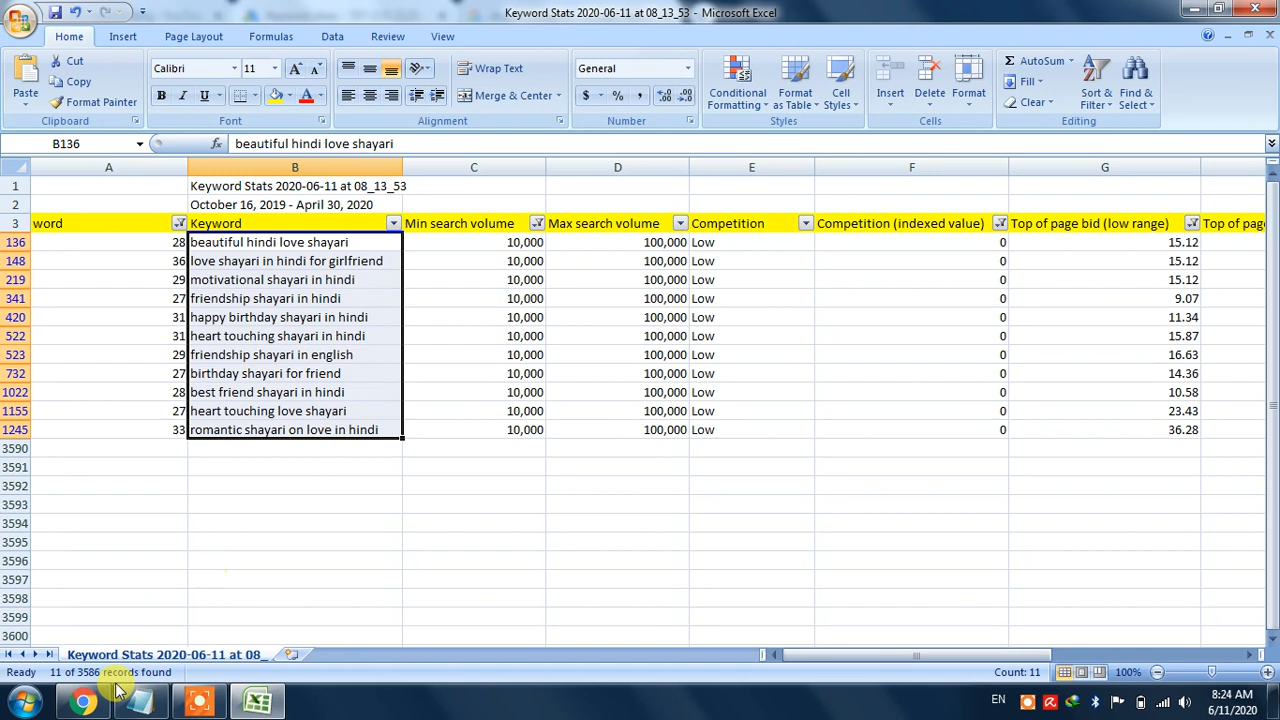 Keyword Stats 2020-06-11 at 08_13_53 - Microsoft Excel
Home Insert Page Layout Formulas Data Review View
Paste Cut Copy Format Painter
Calibri 11
B I U A A A
Wrap Text
Merge & Center
General
$ % ,
Conditional Formatting Format as Table Cell Styles
Insert Delete Format
Σ AutoSum Fill Clear
Sort & Filter Find & Select
Clipboard Font Alignment Number Styles Cells Editing
B136 fx beautiful hindi love shayari
A B C D E F G
1 Keyword Stats 2020-06-11 at 08_13_53
2 October 16, 2019 - April 30, 2020
3 word Keyword Min search volume Max search volume Competition Competition (indexed value) Top of page bid (low range) Top of pag
136 28 beautiful hindi love shayari 10,000 100,000 Low 0 15.12
148 36 love shayari in hindi for girlfriend 10,000 100,000 Low 0 15.12
219 29 motivational shayari in hindi 10,000 100,000 Low 0 15.12
341 27 friendship shayari in hindi 10,000 100,000 Low 0 9.07
420 31 happy birthday shayari in hindi 10,000 100,000 Low 0 11.34
522 31 heart touching shayari in hindi 10,000 100,000 Low 0 15.87
523 29 friendship shayari in english 10,000 100,000 Low 0 16.63
732 27 birthday shayari for friend 10,000 100,000 Low 0 14.36
1022 28 best friend shayari in hindi 10,000 100,000 Low 0 10.58
1155 27 heart touching love shayari 10,000 100,000 Low 0 23.43
1245 33 romantic shayari on love in hindi 10,000 100,000 Low 0 36.28
3590
3591
3592
3593
3594
3595
3596
3597
3598
3599
3600
Keyword Stats 2020-06-11 at 08_
Ready 11 of 3586 records found Count: 11 100%
EN 8:24 AM
6/11/2020